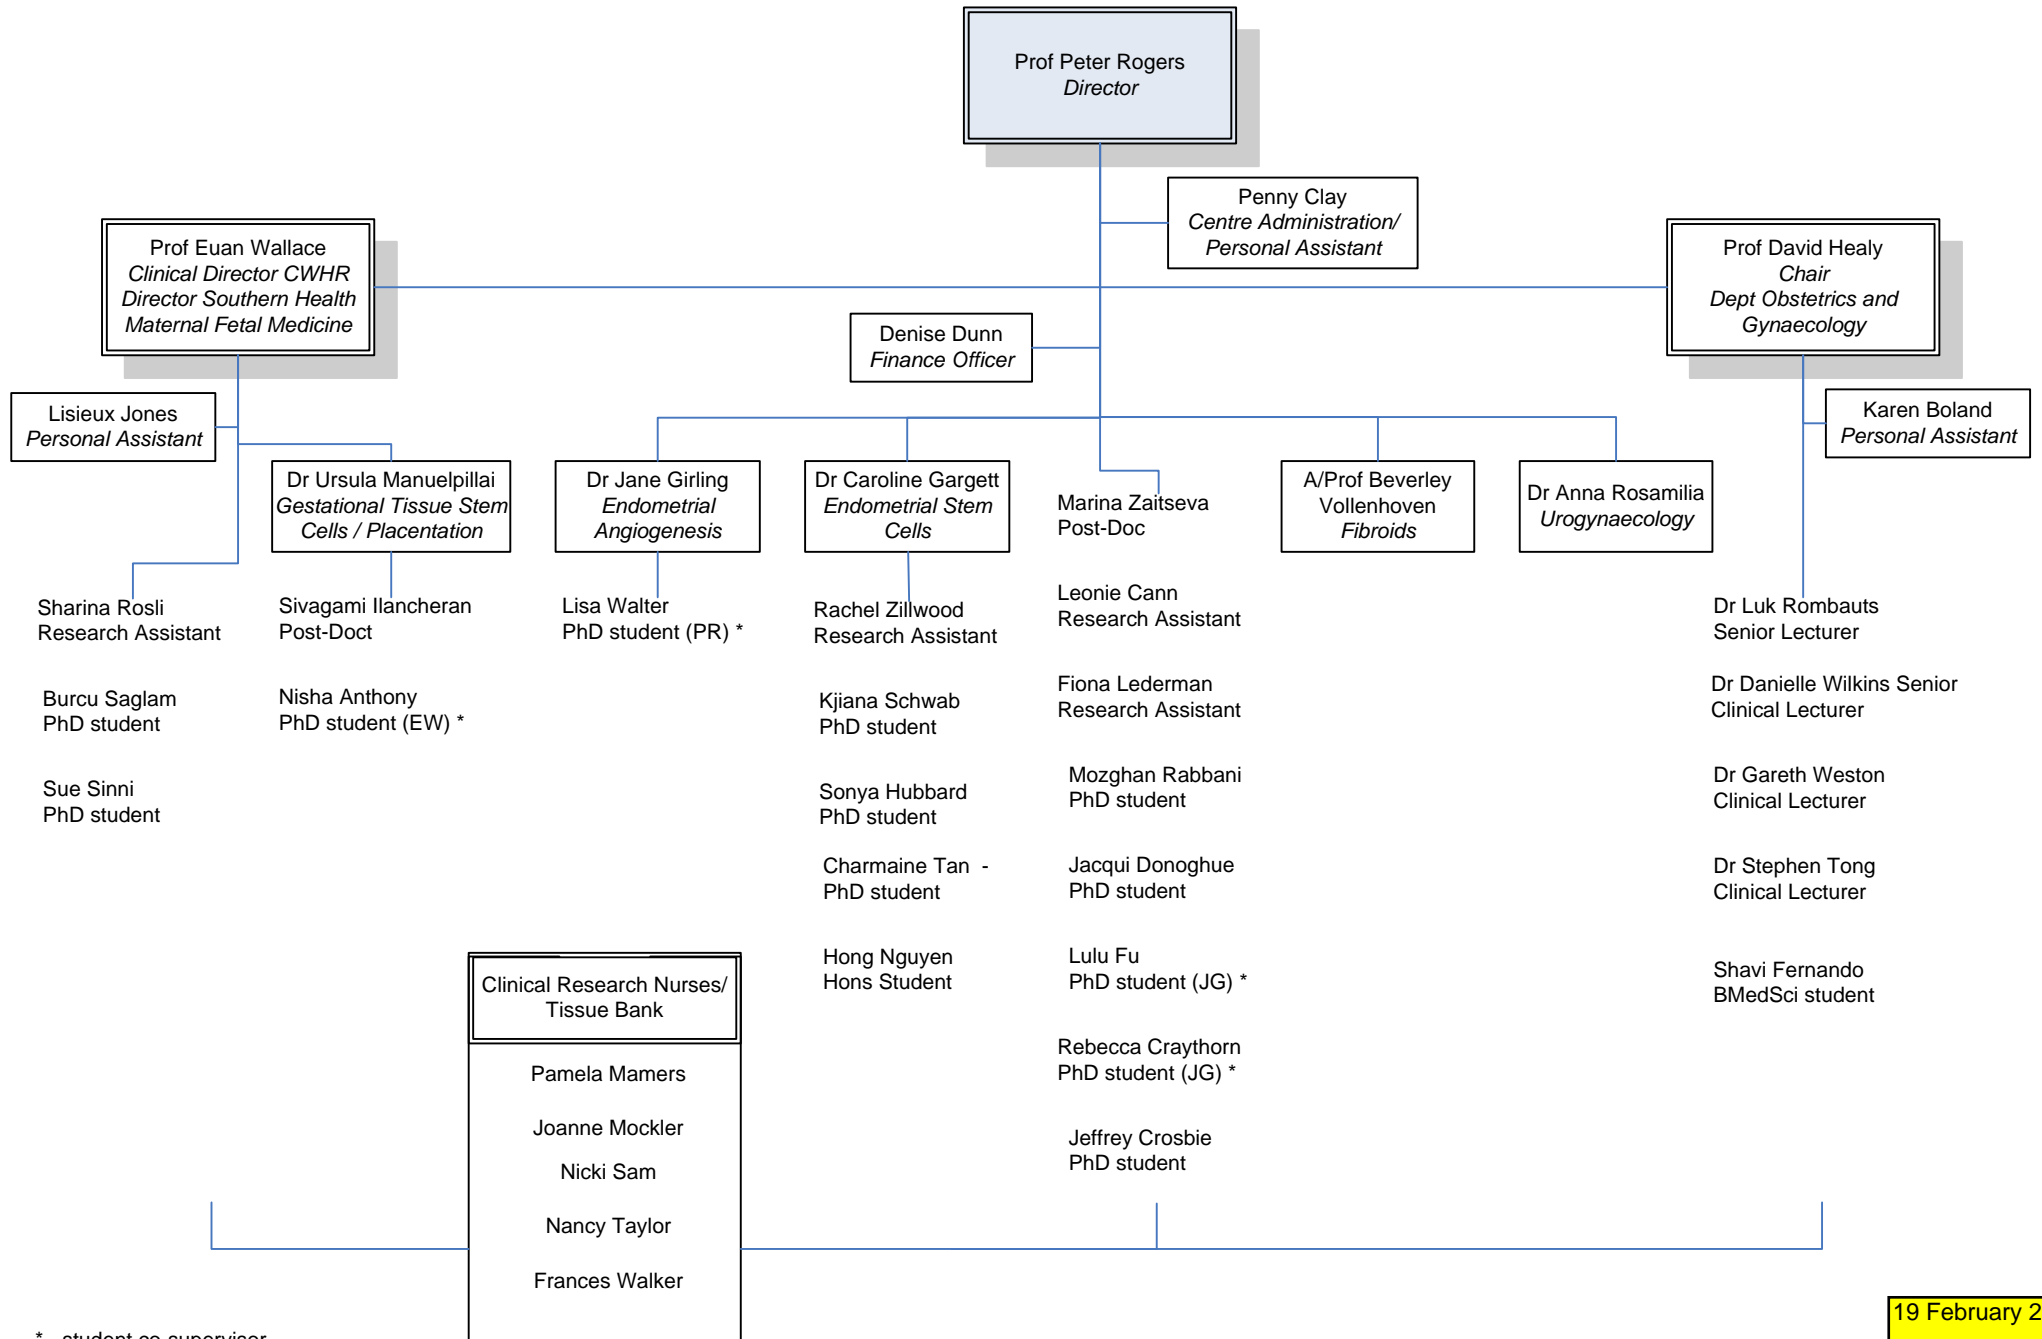 Prof Peter Rogers
Director
Penny Clay
Centre Administration/
Personal Assistant
Prof Euan Wallace
Clinical Director CWHR
Director Southern Health
Maternal Fetal Medicine
Prof David Healy
Chair
Dept Obstetrics and
Gynaecology
Denise Dunn
Finance Officer
Lisieux Jones
Personal Assistant
Karen Boland
Personal Assistant
Dr Ursula Manuelpillai
Gestational Tissue Stem
Cells / Placentation
Dr Jane Girling
Endometrial
Angiogenesis
Dr Caroline Gargett
Endometrial Stem
Cells
Marina Zaitseva
Post-Doc
A/Prof Beverley
Vollenhoven
Fibroids
Dr Anna Rosamilia
Urogynaecology
Sharina Rosli
Research Assistant
Burcu Saglam
PhD student
Sue Sinni
PhD student
Sivagami Ilancheran
Post-Doct
Nisha Anthony
PhD student (EW) *
Lisa Walter
PhD student (PR) *
Rachel Zillwood
Research Assistant
Kjiana Schwab
PhD student
Sonya Hubbard
PhD student
Charmaine Tan -
PhD student
Hong Nguyen
Hons Student
Leonie Cann
Research Assistant
Fiona Lederman
Research Assistant
Mozghan Rabbani
PhD student
Jacqui Donoghue
PhD student
Lulu Fu
PhD student (JG) *
Rebecca Craythorn
PhD student (JG) *
Jeffrey Crosbie
PhD student
Dr Luk Rombauts
Senior Lecturer
Dr Danielle Wilkins Senior
Clinical Lecturer
Dr Gareth Weston
Clinical Lecturer
Dr Stephen Tong
Clinical Lecturer
Shavi Fernando
BMedSci student
Clinical Research Nurses/
Tissue Bank
Pamela Mamers
Joanne Mockler
Nicki Sam
Nancy Taylor
Frances Walker
19 February 2
* student co-supervisor